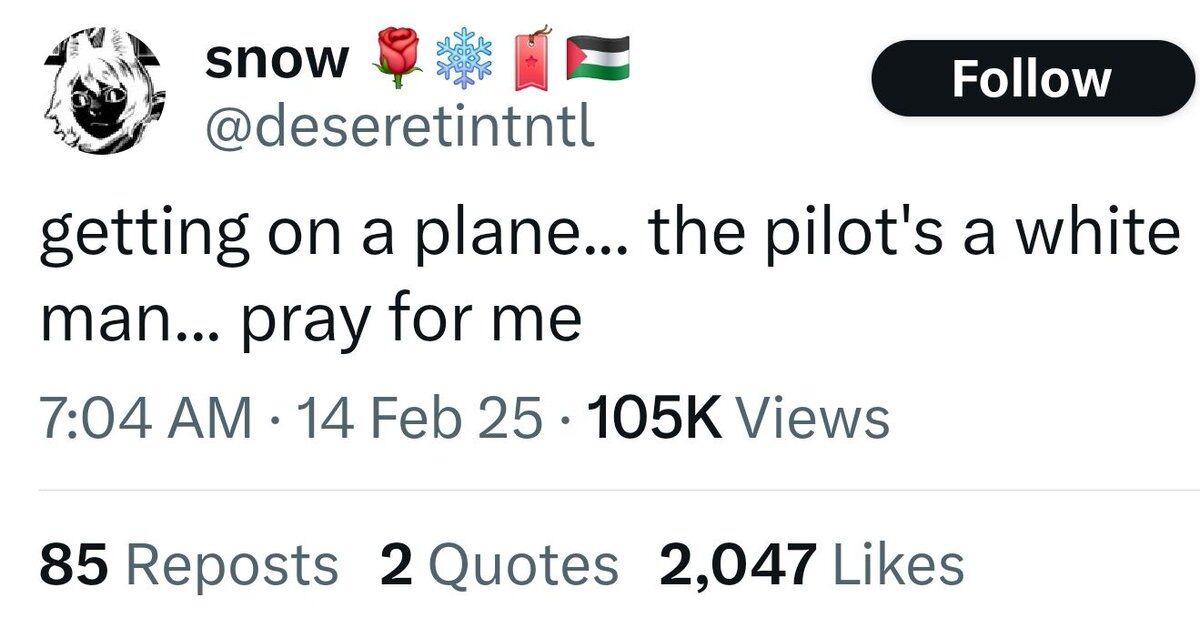 snow 🌹❄️🔖🇵🇸
@deseretintntl
Follow
getting on a plane... the pilot's a white
man... pray for me
7:04 AM · 14 Feb 25 · 105K Views
85 Reposts 2 Quotes 2,047 Likes